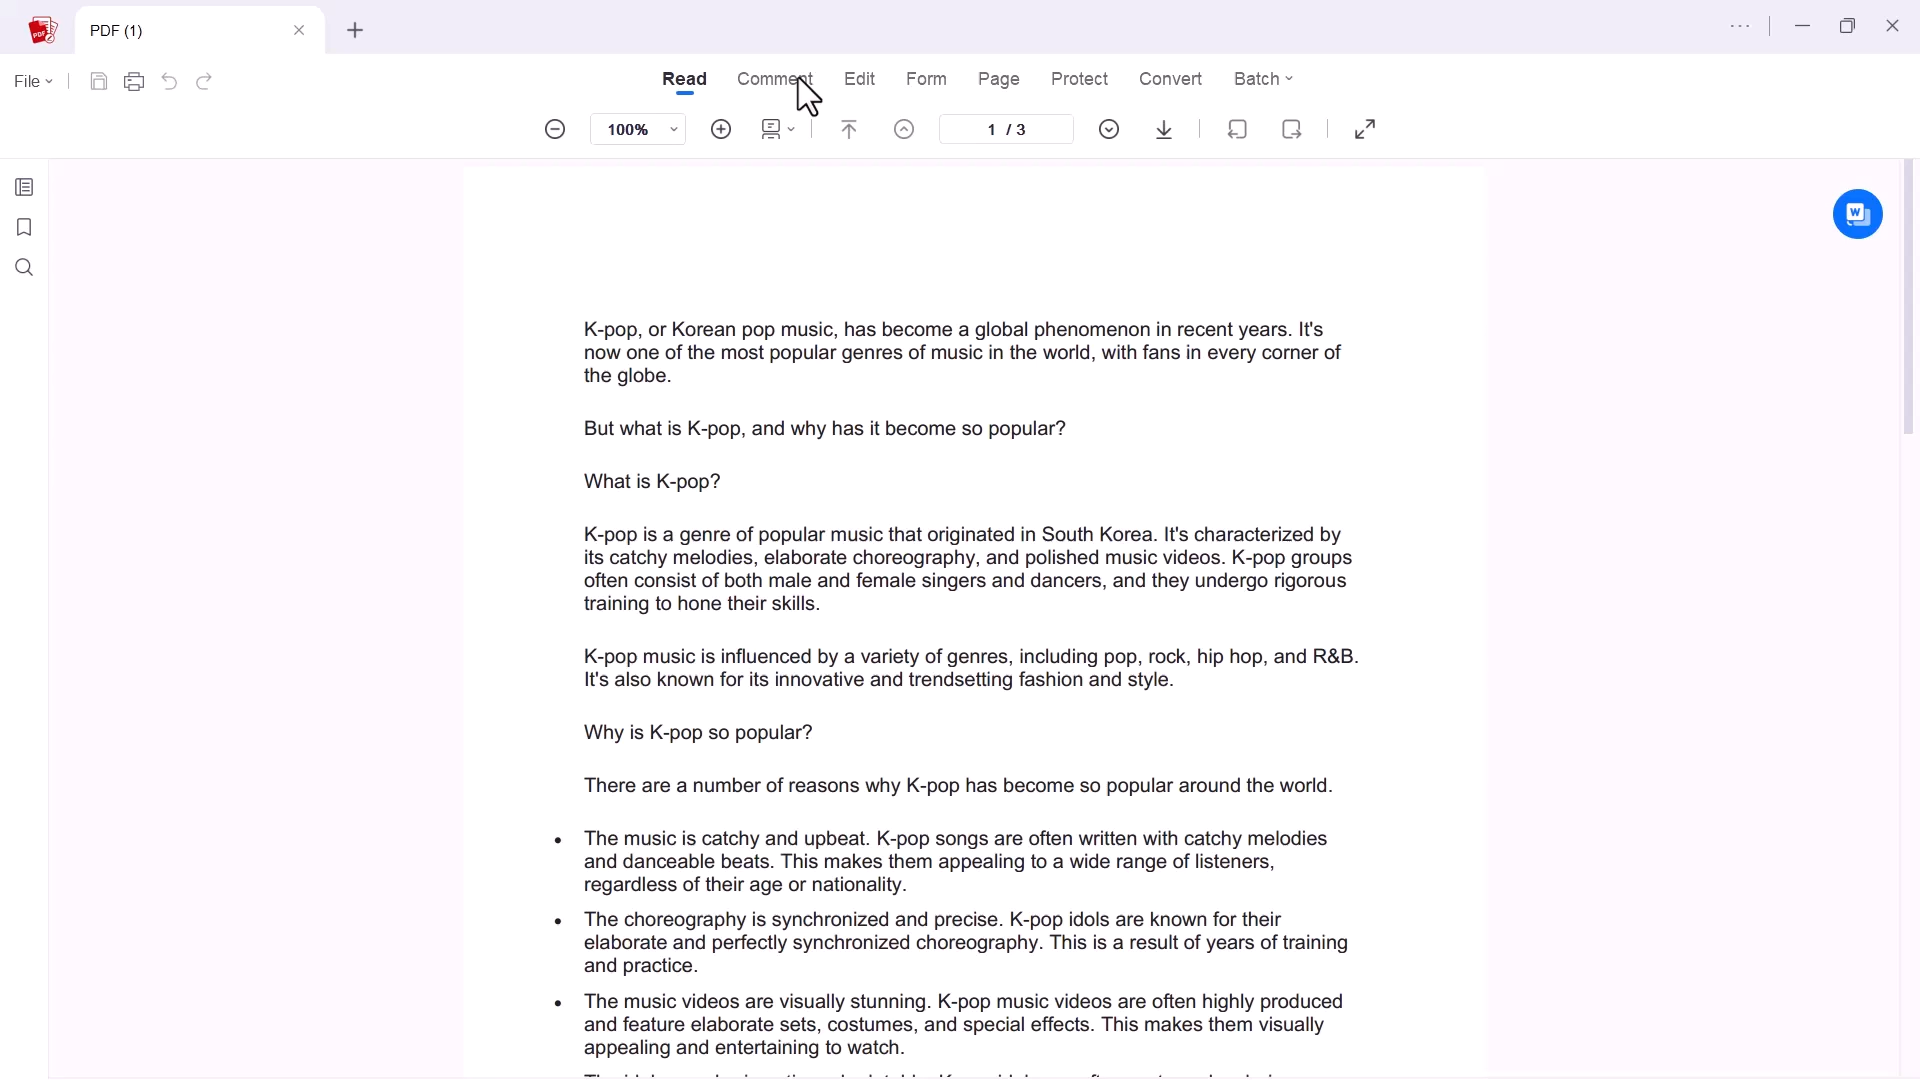 PDF (1)
File
Read Comment Edit Form Page Protect Convert Batch
100%
1 / 3
K-pop, or Korean pop music, has become a global phenomenon in recent years. It's
now one of the most popular genres of music in the world, with fans in every corner of
the globe.
But what is K-pop, and why has it become so popular?
What is K-pop?
K-pop is a genre of popular music that originated in South Korea. It's characterized by
its catchy melodies, elaborate choreography, and polished music videos. K-pop groups
often consist of both male and female singers and dancers, and they undergo rigorous
training to hone their skills.
K-pop music is influenced by a variety of genres, including pop, rock, hip hop, and R&B.
It's also known for its innovative and trendsetting fashion and style.
Why is K-pop so popular?
There are a number of reasons why K-pop has become so popular around the world.
• The music is catchy and upbeat. K-pop songs are often written with catchy melodies
and danceable beats. This makes them appealing to a wide range of listeners,
regardless of their age or nationality.
• The choreography is synchronized and precise. K-pop idols are known for their
elaborate and perfectly synchronized choreography. This is a result of years of training
and practice.
• The music videos are visually stunning. K-pop music videos are often highly produced
and feature elaborate sets, costumes, and special effects. This makes them visually
appealing and entertaining to watch.